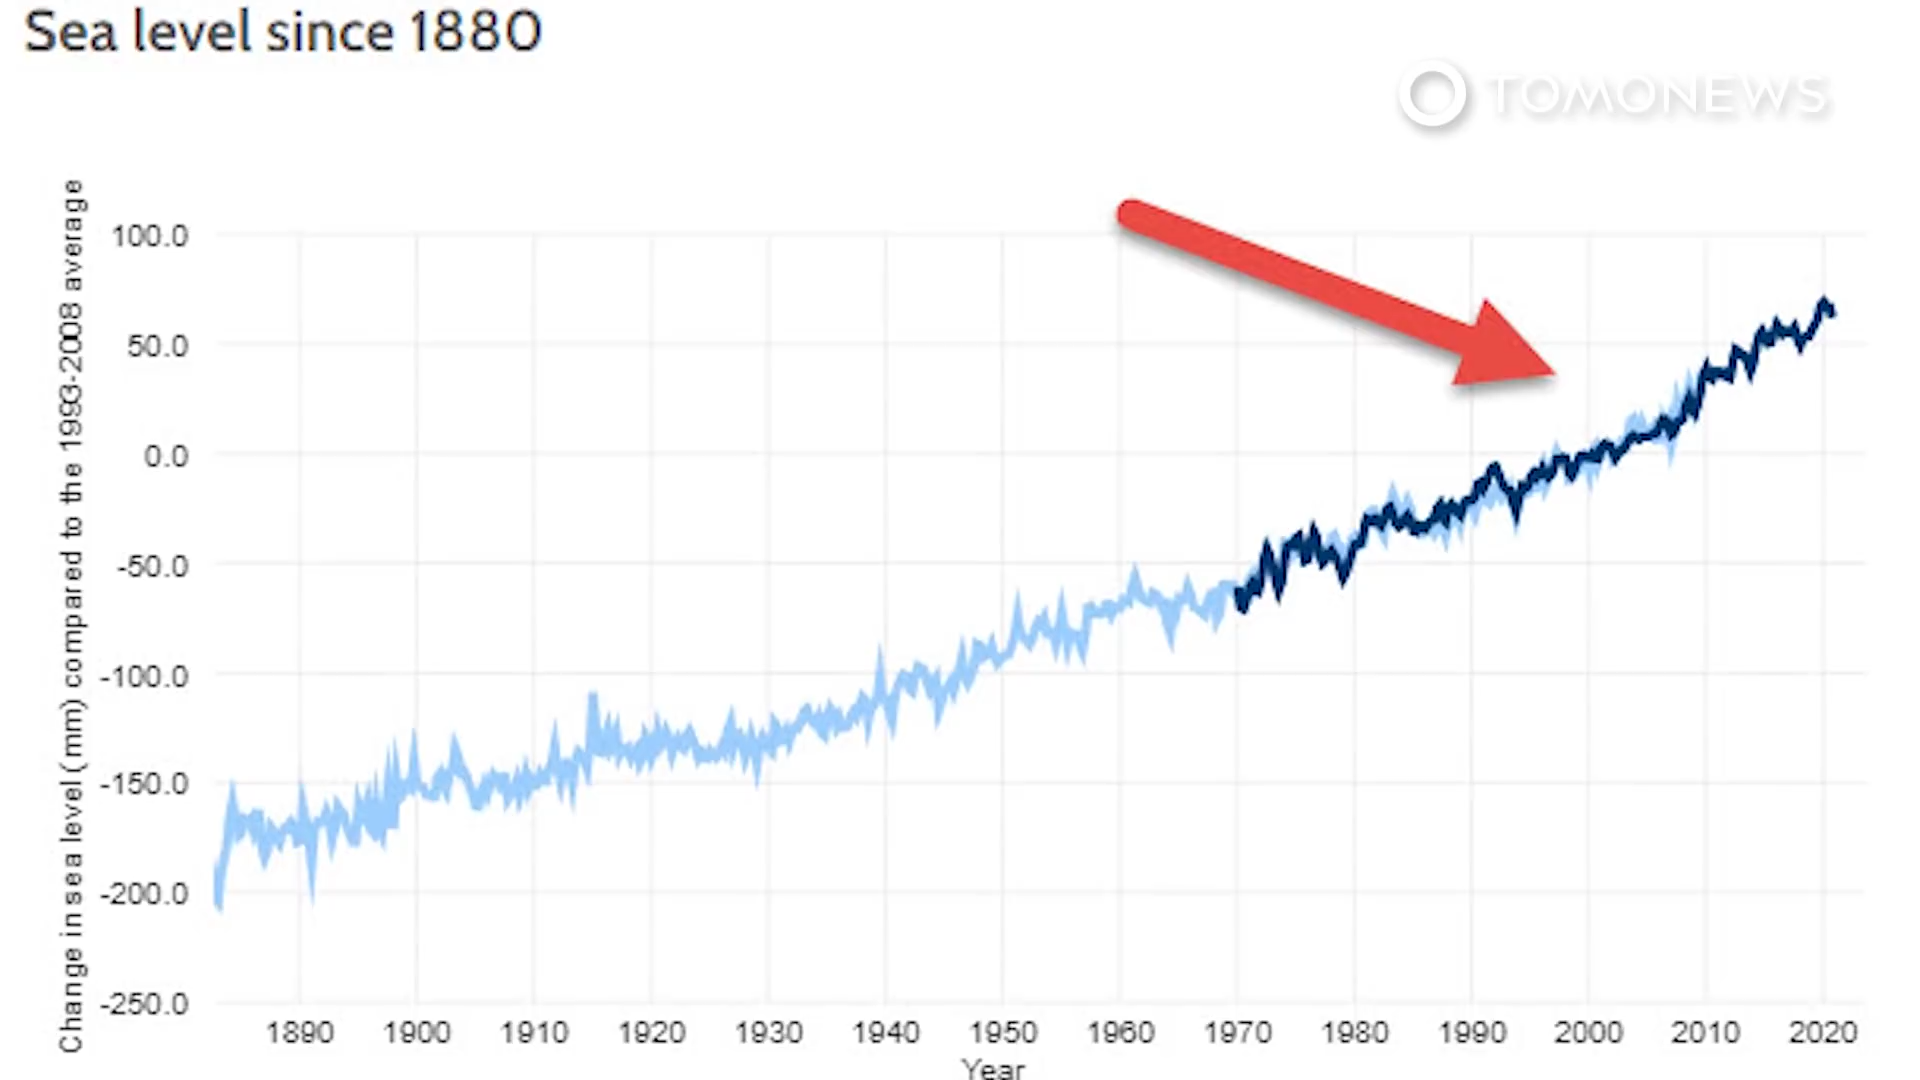 Sea level since 1880
TOMONEWS
Change in sea level (mm) compared to the 1993-2008 average
100.0
50.0
0.0
-50.0
-100.0
-150.0
-200.0
-250.0
1890 1900 1910 1920 1930 1940 1950 1960 1970 1980 1990 2000 2010 2020
Year